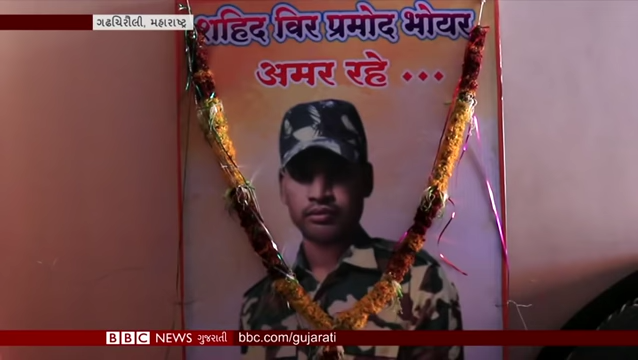 ગઢચિરૌલી, મહારાષ્ટ્ર
शहिद विर प्रमोद भोयर
अमर रहे ...
BBC NEWS ગુજરાતી bbc.com/gujarati